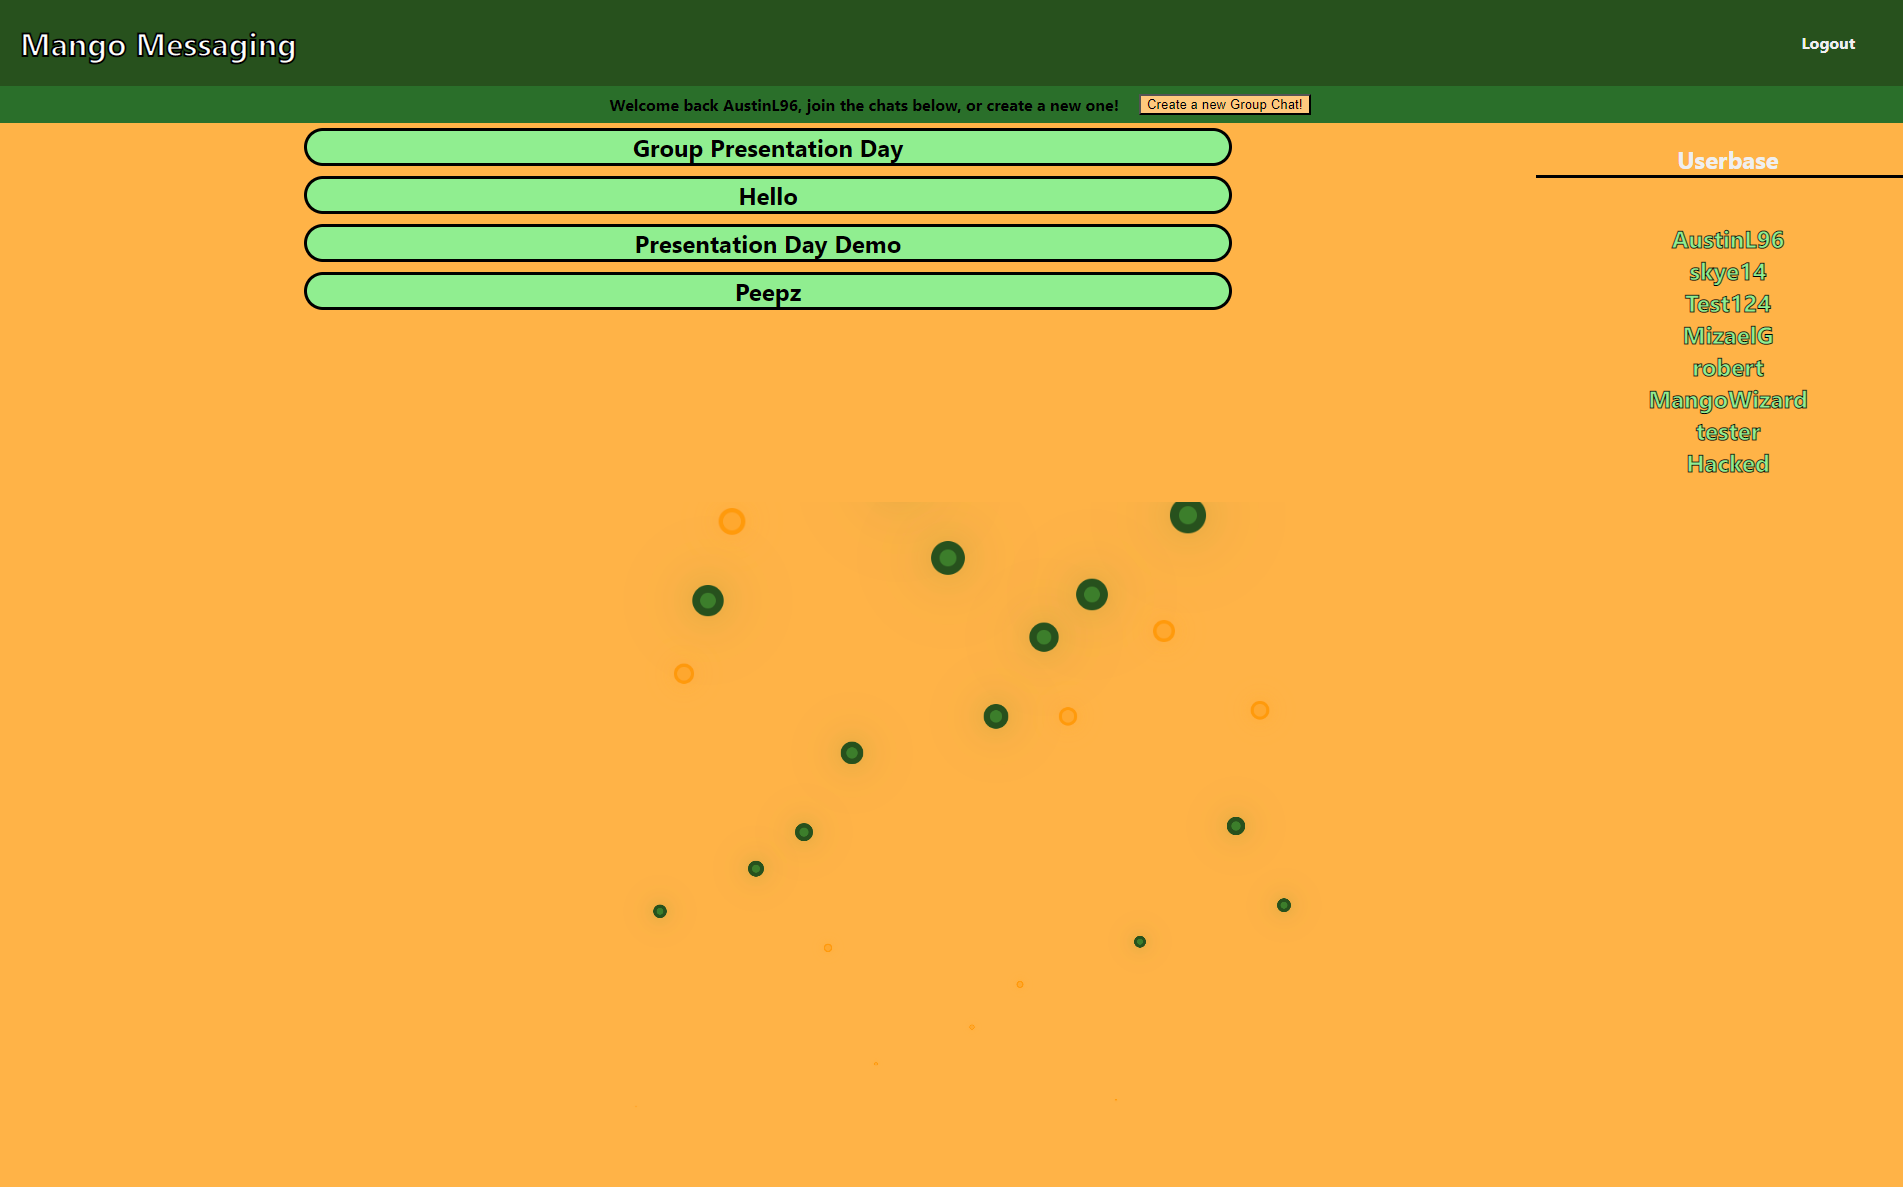 Mango Messaging
Logout
Welcome back AustinL96, join the chats below, or create a new one!
Create a new Group Chat!
Group Presentation Day
Hello
Presentation Day Demo
Peepz
Userbase
AustinL96
skye14
Test124
MizaelG
robert
MangoWizard
tester
Hacked